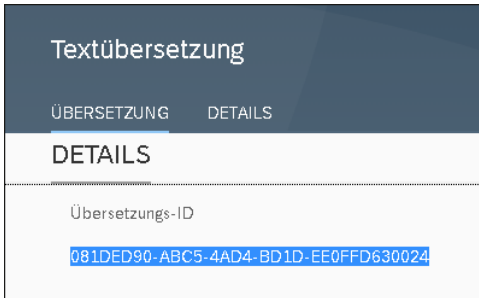 Textübersetzung
ÜBERSETZUNG DETAILS
DETAILS
Übersetzungs-ID
081DED90-ABC5-4AD4-BD1D-EE0FFD630024